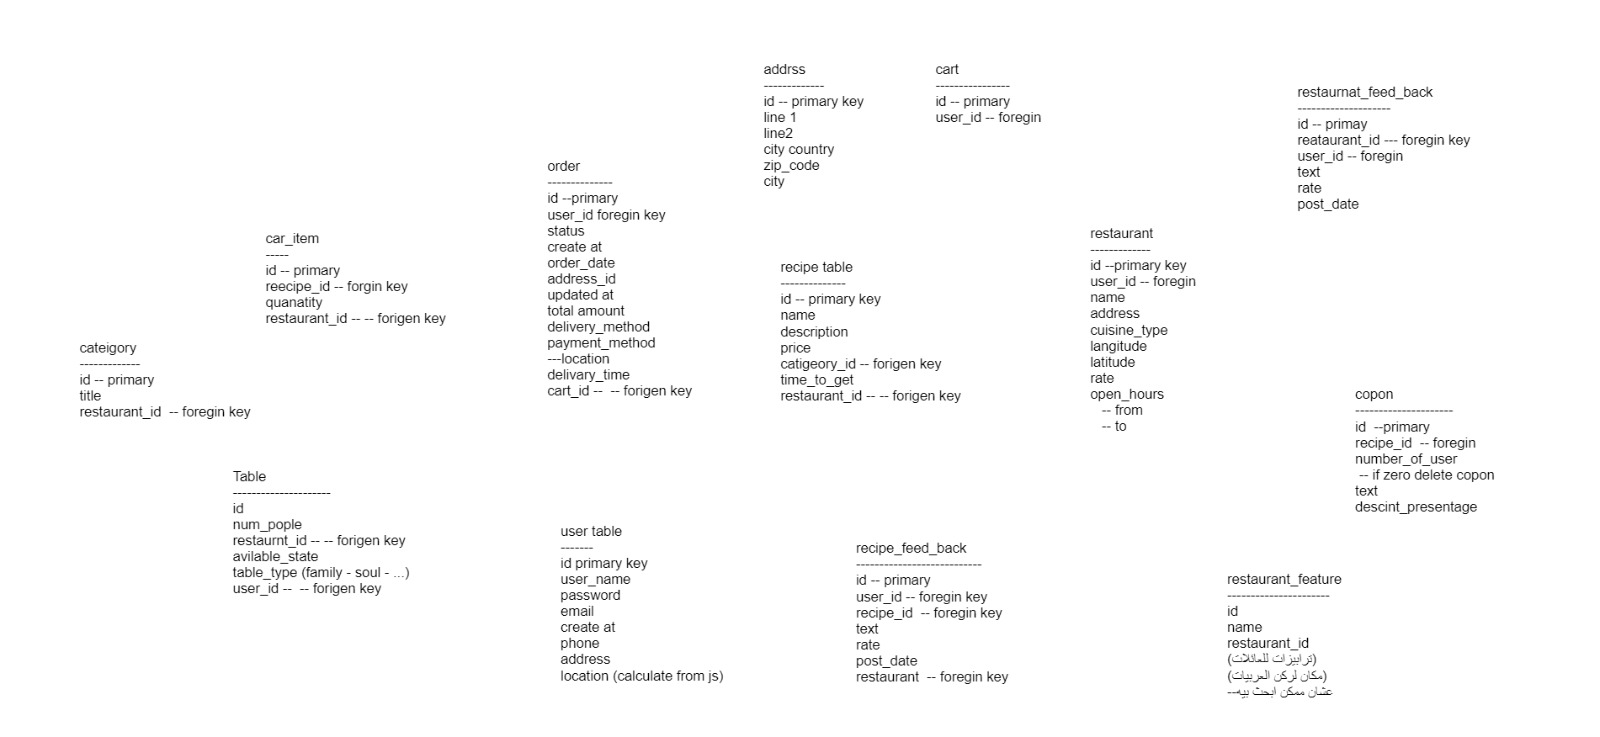 addrss
-------------
id -- primary key
line 1
line2
city country
zip_code
city
cart
----------------
id -- primary
user_id -- foregin
restaurnat_feed_back
--------------------
id -- primay
reataurant_id --- foregin key
user_id -- foregin
text
rate
post_date
order
--------------
id --primary
user_id foregin key
status
create at
order_date
address_id
updated at
total amount
delivery_method
payment_method
---location
delivary_time
cart_id --  -- forigen key
car_item
-----
id -- primary
reecipe_id -- forgin key
quanatity
restaurant_id -- -- forigen key
recipe table
--------------
id -- primary key
name
description
price
catigeory_id -- forigen key
time_to_get
restaurant_id -- -- forigen key
restaurant
-------------
id --primary key
user_id -- foregin
name
address
cuisine_type
langitude
latitude
rate
open_hours
-- from
-- to
cateigory
-------------
id -- primary
title
restaurant_id  -- foregin key
copon
---------------------
id  --primary
recipe_id  -- foregin
number_of_user
-- if zero delete copon
text
descint_presentage
Table
---------------------
id
num_pople
restaurnt_id -- -- forigen key
avilable_state
table_type (family - soul - ...)
user_id --  -- forigen key
user table
-------
id primary key
user_name
password
email
create at
phone
address
location (calculate from js)
recipe_feed_back
---------------------------
id -- primary
user_id -- foregin key
recipe_id  -- foregin key
text
rate
post_date
restaurant  -- foregin key
restaurant_feature
----------------------
id
name
restaurant_id
(ترابيزات للعائلات)
(مكان لركن العربيات)
عشان ممكن ابحث بيه--